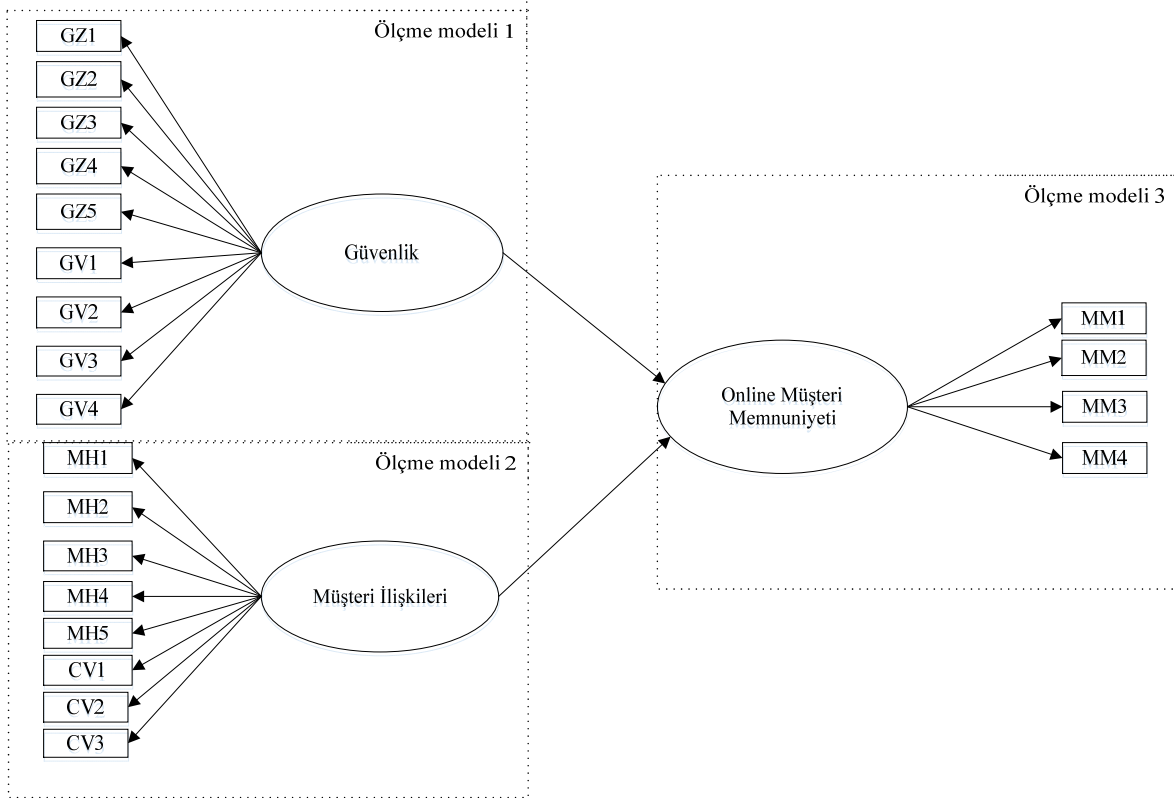 Ölçme modeli 1
GZ1
GZ2
GZ3
GZ4
GZ5
GV1
GV2
GV3
GV4
Güvenlik
Ölçme modeli 2
MH1
MH2
MH3
MH4
MH5
CV1
CV2
CV3
Müşteri İlişkileri
Ölçme modeli 3
Online Müşteri
Memnuniyeti
MM1
MM2
MM3
MM4